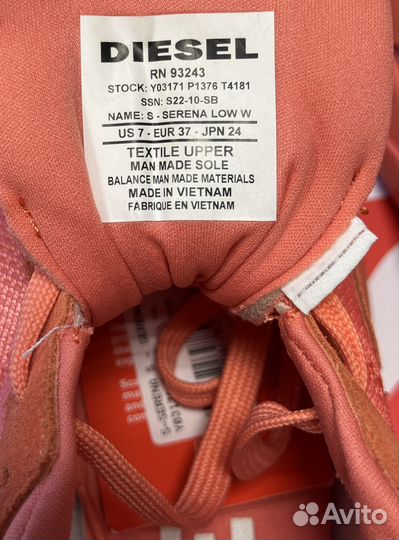 DIESEL
RN 93243
STOCK: Y03171 P1376 T4181
SSN: S22-10-SB
NAME: S - SERENA LOW W
US 7 - EUR 37 - JPN 24
TEXTILE UPPER
MAN MADE SOLE
BALANCE MAN MADE MATERIALS
MADE IN VIETNAM
FABRIQUE EN VIETNAM
Avito